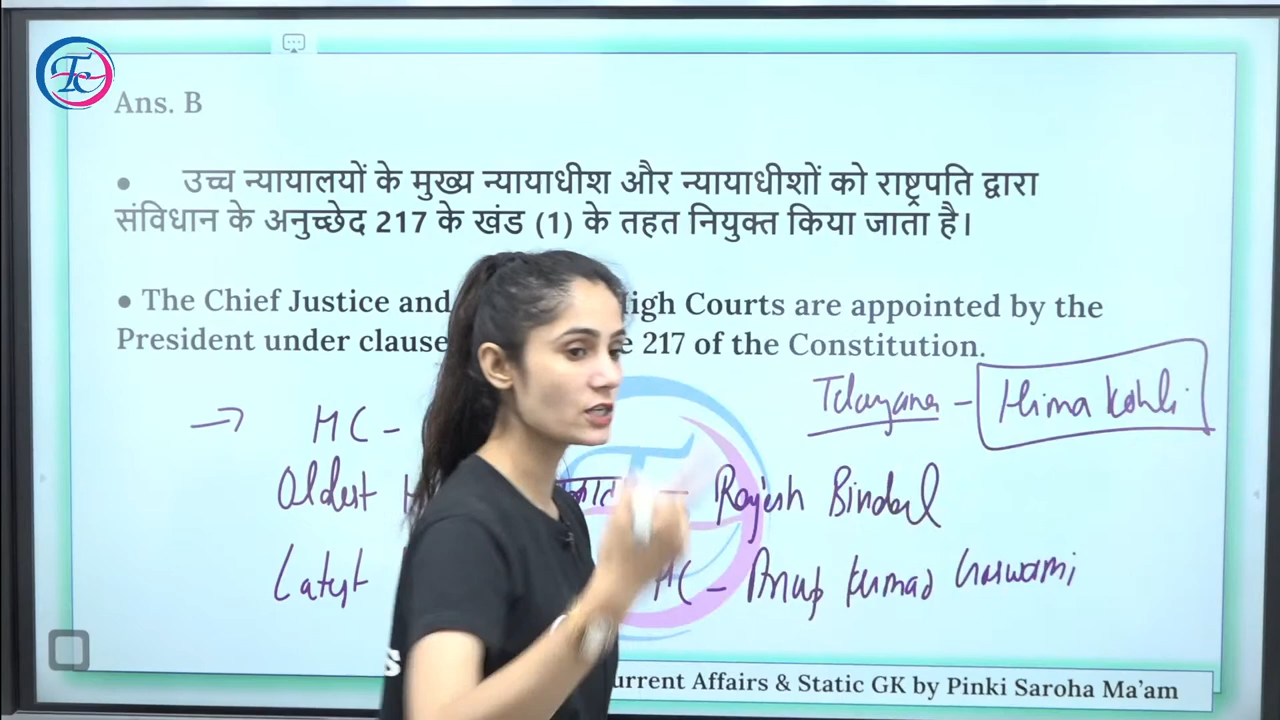 Tc
Ans. B
• उच्च न्यायालयों के मुख्य न्यायाधीश और न्यायाधीशों को राष्ट्रपति द्वारा
संविधान के अनुच्छेद 217 के खंड (1) के तहत नियुक्त किया जाता है।
• The Chief Justice and High Courts are appointed by the
President under clause 217 of the Constitution.
Hima Kohli
→ HC -
Oldest Rajesh Bindal
HC - Anup Kumar Goswami
Current Affairs & Static GK by Pinki Saroha Ma'am